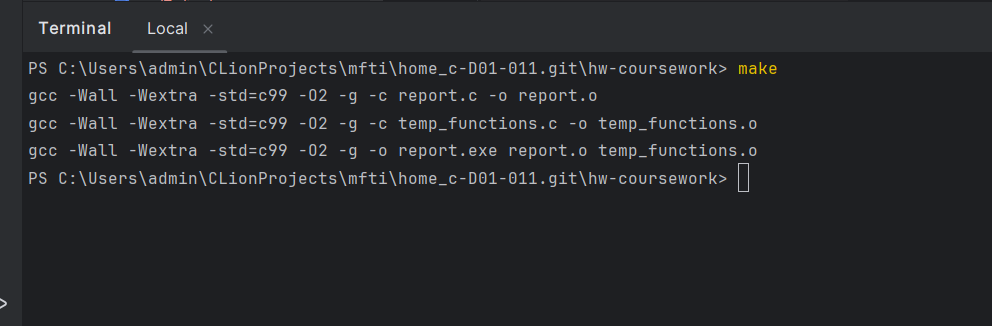 Terminal Local ×
PS C:\Users\admin\CLionProjects\mfti\home_c-D01-011.git\hw-coursework> make
gcc -Wall -Wextra -std=c99 -O2 -g -c report.c -o report.o
gcc -Wall -Wextra -std=c99 -O2 -g -c temp_functions.c -o temp_functions.o
gcc -Wall -Wextra -std=c99 -O2 -g -o report.exe report.o temp_functions.o
PS C:\Users\admin\CLionProjects\mfti\home_c-D01-011.git\hw-coursework>